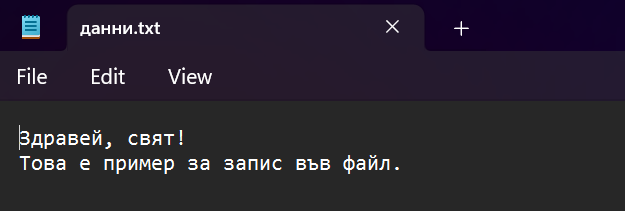 данни.txt
File Edit View
Здравей, свят!
Това е пример за запис във файл.